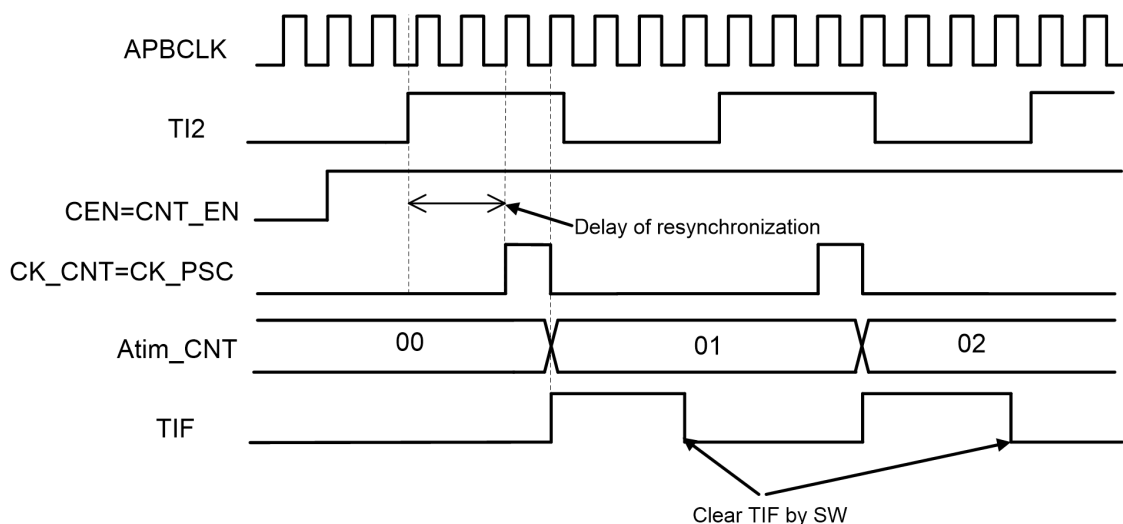 APBCLK
TI2
CEN=CNT_EN
Delay of resynchronization
CK_CNT=CK_PSC
Atim_CNT
00
01
02
TIF
Clear TIF by SW